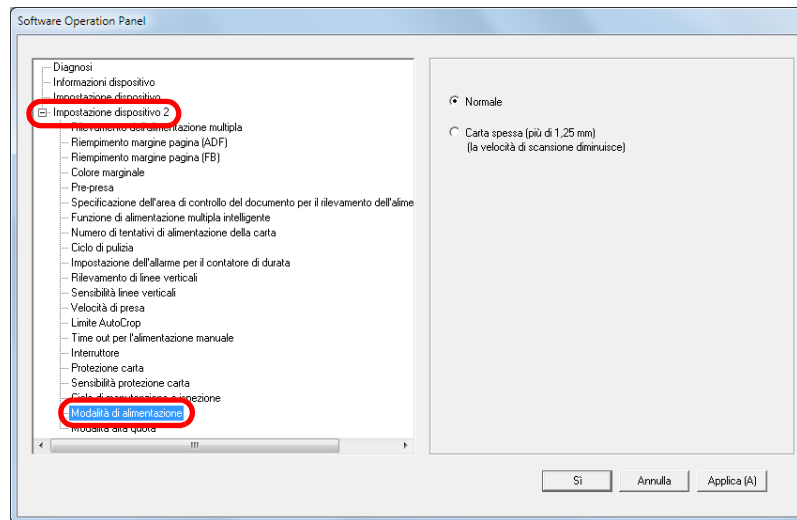 Software Operation Panel
Diagnosi
Informazioni dispositivo
Impostazione dispositivo
Impostazione dispositivo 2
Rilevamento dell'alimentazione multipla
Riempimento margine pagina (ADF)
Riempimento margine pagina (FB)
Colore marginale
Pre-presa
Specificazione dell'area di controllo del documento per il rilevamento dell'alime
Funzione di alimentazione multipla intelligente
Numero di tentativi di alimentazione della carta
Ciclo di pulizia
Impostazione dell'allarme per il contatore di durata
Rilevamento di linee verticali
Sensibilità linee verticali
Velocità di presa
Limite AutoCrop
Time out per l'alimentazione manuale
Interruttore
Protezione carta
Sensibilità protezione carta
Ciclo di manutenzione e ispezione
Modalità di alimentazione
Modalità alta quota
Normale
Carta spessa (più di 1,25 mm)
(la velocità di scansione diminuisce)
Sì
Annulla
Applica (A)